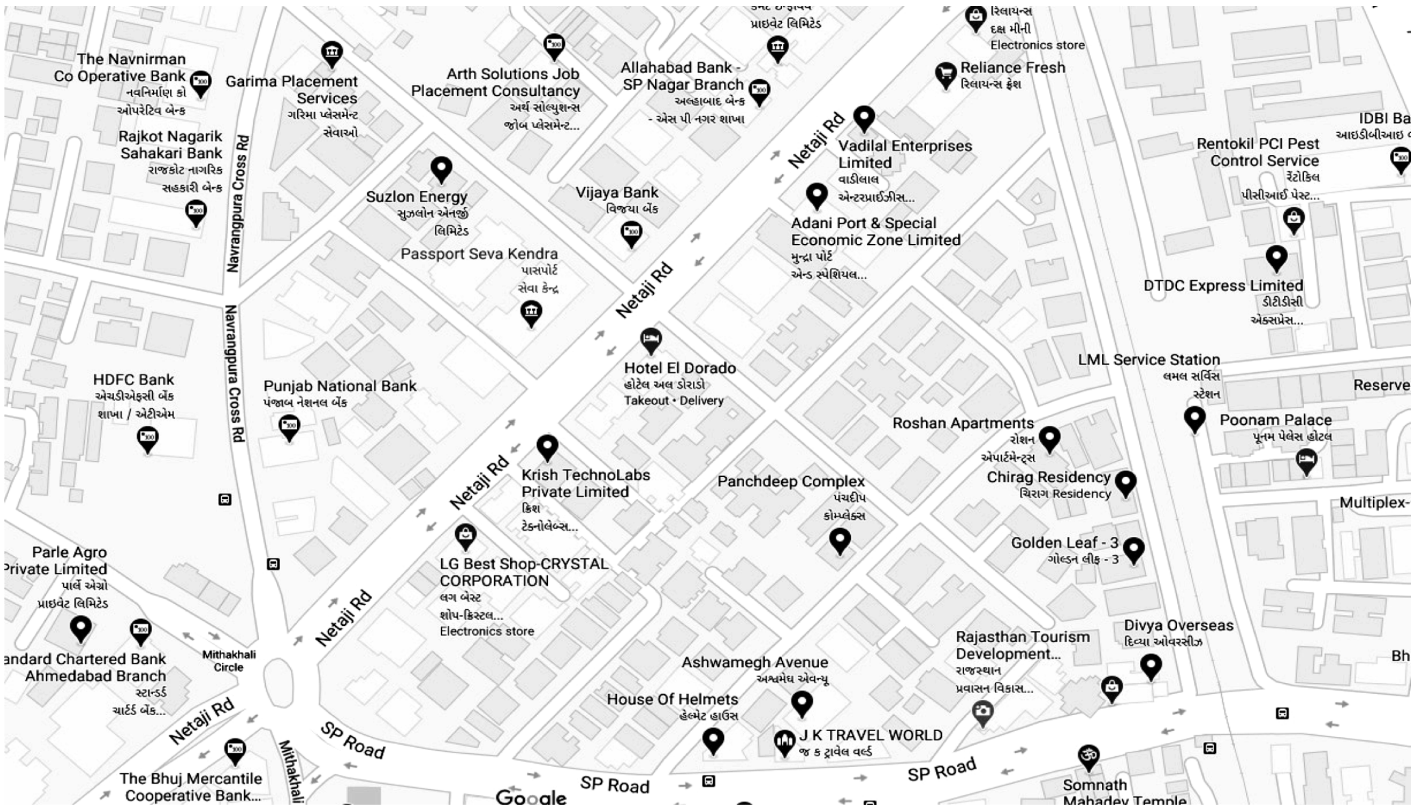 કર્મદ ઇન્ફ્રાવિવ
પ્રાઇવેટ લિમિટેડ
રિલાયન્સ
દક્ષ મીની
Electronics store
The Navnirman
Co Operative Bank
નવનિર્માણ કો
ઓપરેટિવ બેન્ક
Garima Placement
Services
ગરિમા પ્લેસમેન્ટ
સેવાઓ
Arth Solutions Job
Placement Consultancy
અર્થ સોલ્યુશન્સ
જોબ પ્લેસમેન્ટ...
Allahabad Bank -
SP Nagar Branch
અલ્હાબાદ બેન્ક
- એસ પી નગર શાખા
Reliance Fresh
રિલાયન્સ ફ્રેશ
Rajkot Nagarik
Sahakari Bank
રાજકોટ નાગરિક
સહકારી બેન્ક
Navrangpura Cross Rd
Netaji Rd
Vadilal Enterprises
Limited
વાડીલાલ
એન્ટરપ્રાઈઝીસ...
IDBI Ba
આઇડીબીઆઇ
Rentokil PCI Pest
Control Service
રેંટોકિલ
પીસીઆઈ પેસ્ટ...
Suzlon Energy
સુઝલોન એનર્જી
લિમિટેડ
Vijaya Bank
વિજયા બેંક
Adani Port & Special
Economic Zone Limited
મુન્દ્રા પોર્ટ
એન્ડ સ્પેશિયલ...
Passport Seva Kendra
પાસપોર્ટ
સેવા કેન્દ્ર
Netaji Rd
DTDC Express Limited
ડીટીડીસી
એક્સપ્રેસ...
Navrangpura Cross Rd
Hotel El Dorado
હોટેલ અલ ડોરાડો
Takeout • Delivery
LML Service Station
લમલ સર્વિસ
સ્ટેશન
HDFC Bank
એચડીએફસી બેંક
શાખા / એટીએમ
Punjab National Bank
પંજાબ નેશનલ બેંક
Reserve
Roshan Apartments
રોશન
એપાર્ટમેન્ટ્સ
Poonam Palace
પૂનમ પેલેસ હોટલ
Netaji Rd
Krish TechnoLabs
Private Limited
ક્રિશ
ટેક્નોલેબ્સ...
Panchdeep Complex
પંચદીપ
કોમ્પ્લેક્સ
Chirag Residency
ચિરાગ Residency
Multiplex-
Golden Leaf - 3
ગોલ્ડન લીફ - 3
Parle Agro
Private Limited
પાર્લે એગ્રો
પ્રાઇવેટ લિમિટેડ
LG Best Shop-CRYSTAL
CORPORATION
લગ બેસ્ટ
શોપ-ક્રિસ્ટલ...
Electronics store
Netaji Rd
Mithakhali
Circle
andard Chartered Bank
Ahmedabad Branch
સ્ટાન્ડર્ડ
ચાર્ટર્ડ બેંક...
Rajasthan Tourism
Development...
રાજસ્થાન
પ્રવાસન વિકાસ...
Divya Overseas
દિવ્યા ઓવરસીઝ
Bh
Ashwamegh Avenue
અશ્વમેઘ એવન્યૂ
House Of Helmets
હેલ્મેટ હાઉસ
J K TRAVEL WORLD
જ ક ટ્રાવેલ વર્લ્ડ
Netaji Rd
SP Road
SP Road
SP Road
The Bhuj Mercantile
Cooperative Bank...
Mithakhali
Google
Somnath
Mahadev Temple